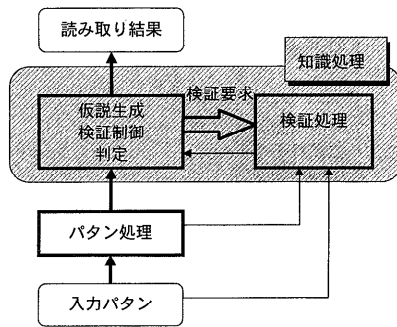 読み取り結果
知識処理
検証要求
仮説生成
検証制御
判定
検証処理
パタン処理
入力パタン